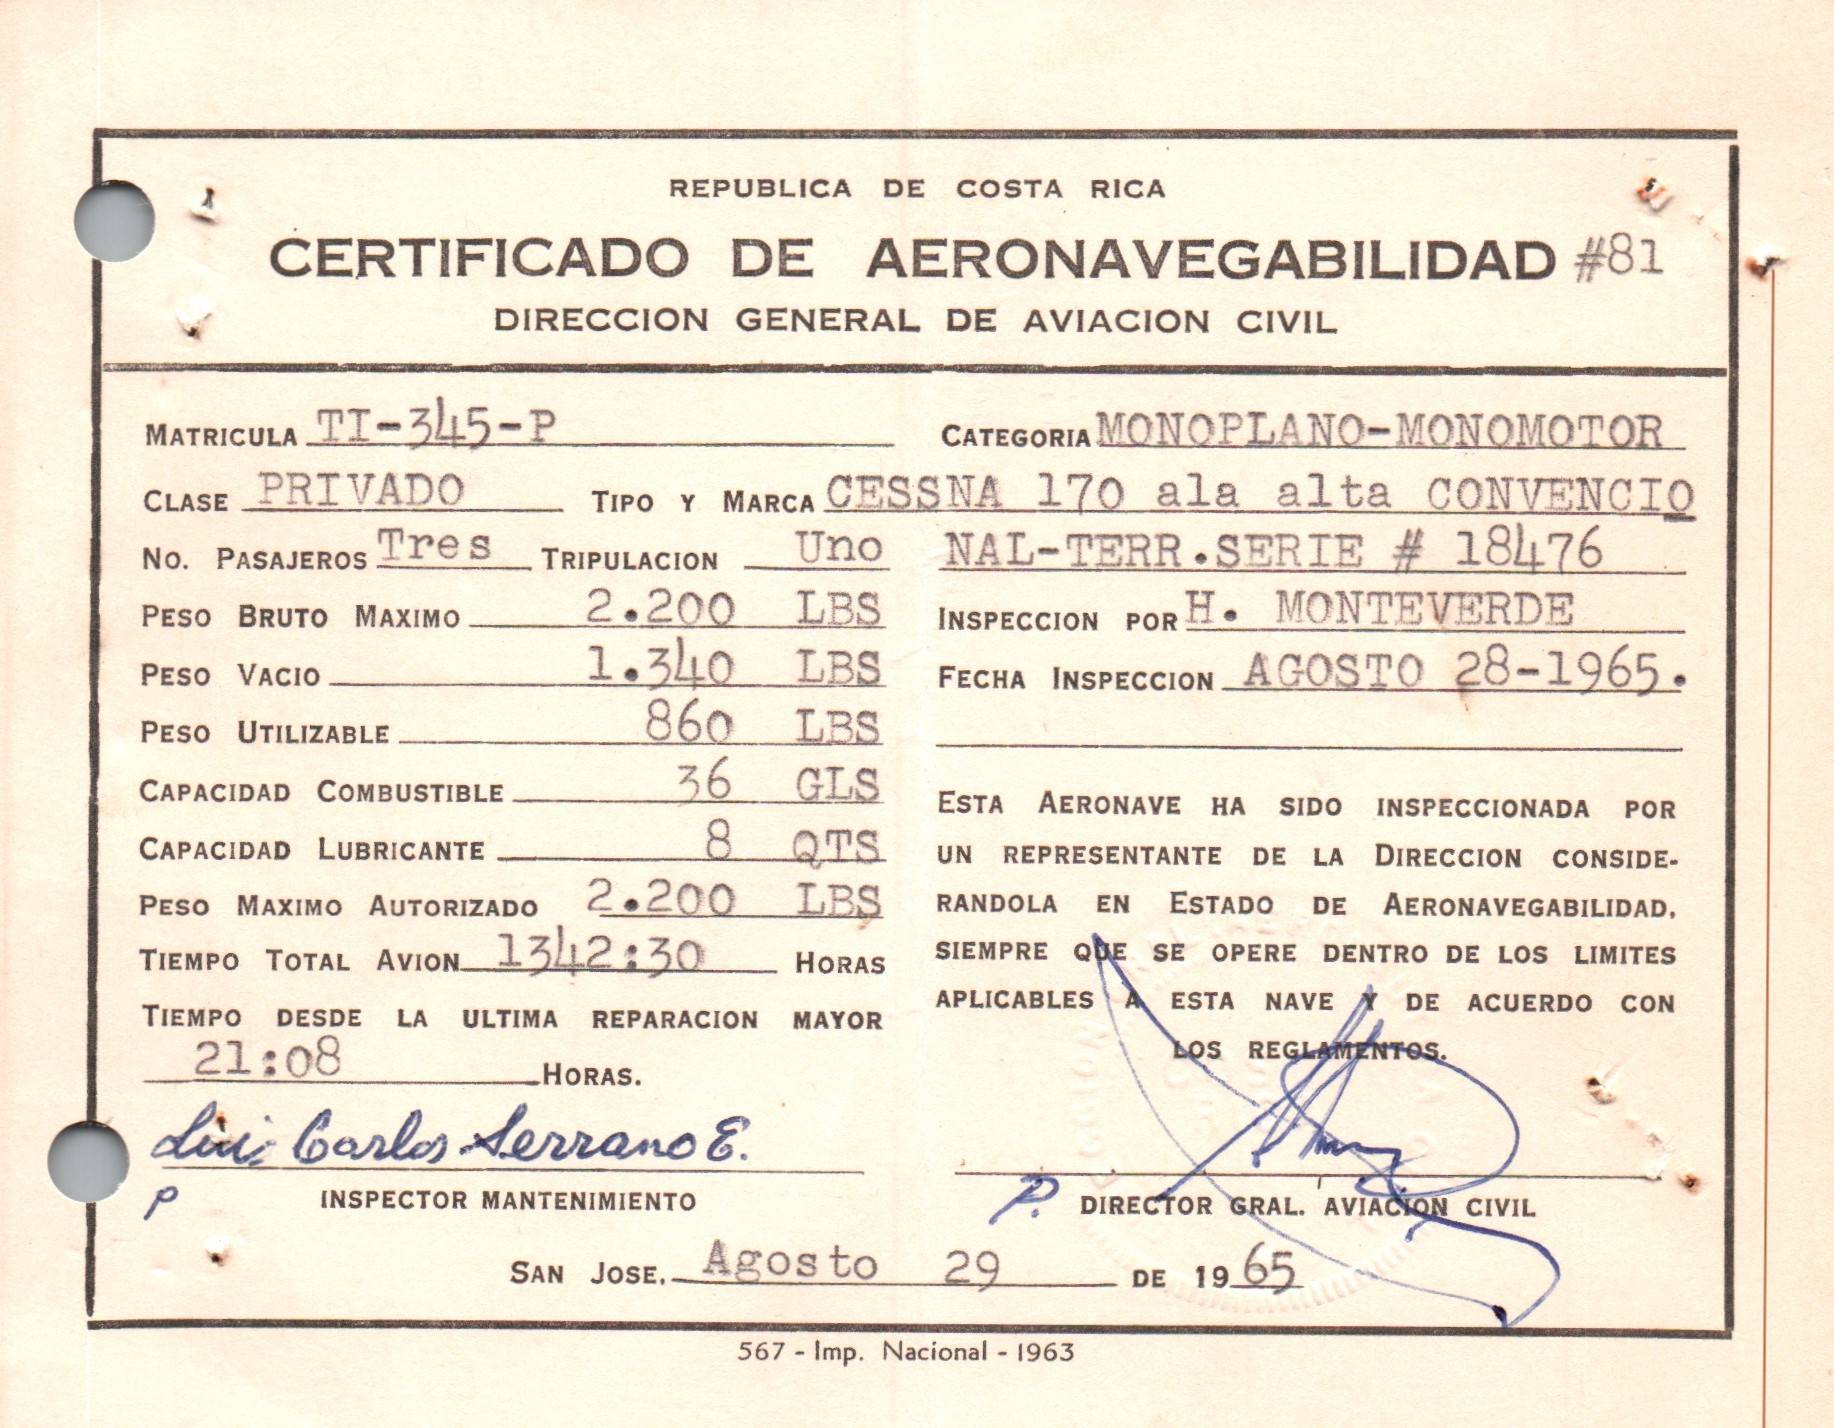 REPUBLICA DE COSTA RICA
CERTIFICADO DE AERONAVEGABILIDAD #81
DIRECCION GENERAL DE AVIACION CIVIL
MATRICULA TI-345-P
CLASE PRIVADO TIPO Y MARCA CESSNA 170 ala alta CONVENCIO
No. PASAJEROS Tres TRIPULACION Uno
PESO BRUTO MAXIMO 2.200 LBS
PESO VACIO 1.340 LBS
PESO UTILIZABLE 860 LBS
CAPACIDAD COMBUSTIBLE 36 GLS
CAPACIDAD LUBRICANTE 8 QTS
PESO MAXIMO AUTORIZADO 2.200 LBS
TIEMPO TOTAL AVION 1342:30 HORAS
TIEMPO DESDE LA ULTIMA REPARACION MAYOR
21:08 HORAS.
Luis Carlos Serrano E.
P INSPECTOR MANTENIMIENTO
CATEGORIA MONOPLANO-MONOMOTOR
NAL-TERR.SERIE # 18476
INSPECCION POR H. MONTEVERDE
FECHA INSPECCION AGOSTO 28-1965.
ESTA AERONAVE HA SIDO INSPECCIONADA POR
UN REPRESENTANTE DE LA DIRECCION CONSIDE-
RANDOLA EN ESTADO DE AERONAVEGABILIDAD,
SIEMPRE QUE SE OPERE DENTRO DE LOS LIMITES
APLICABLES A ESTA NAVE Y DE ACUERDO CON
LOS REGLAMENTOS.
P. DIRECTOR GRAL. AVIACION CIVIL
SAN JOSE, Agosto 29 DE 1965
567 - Imp. Nacional - 1963